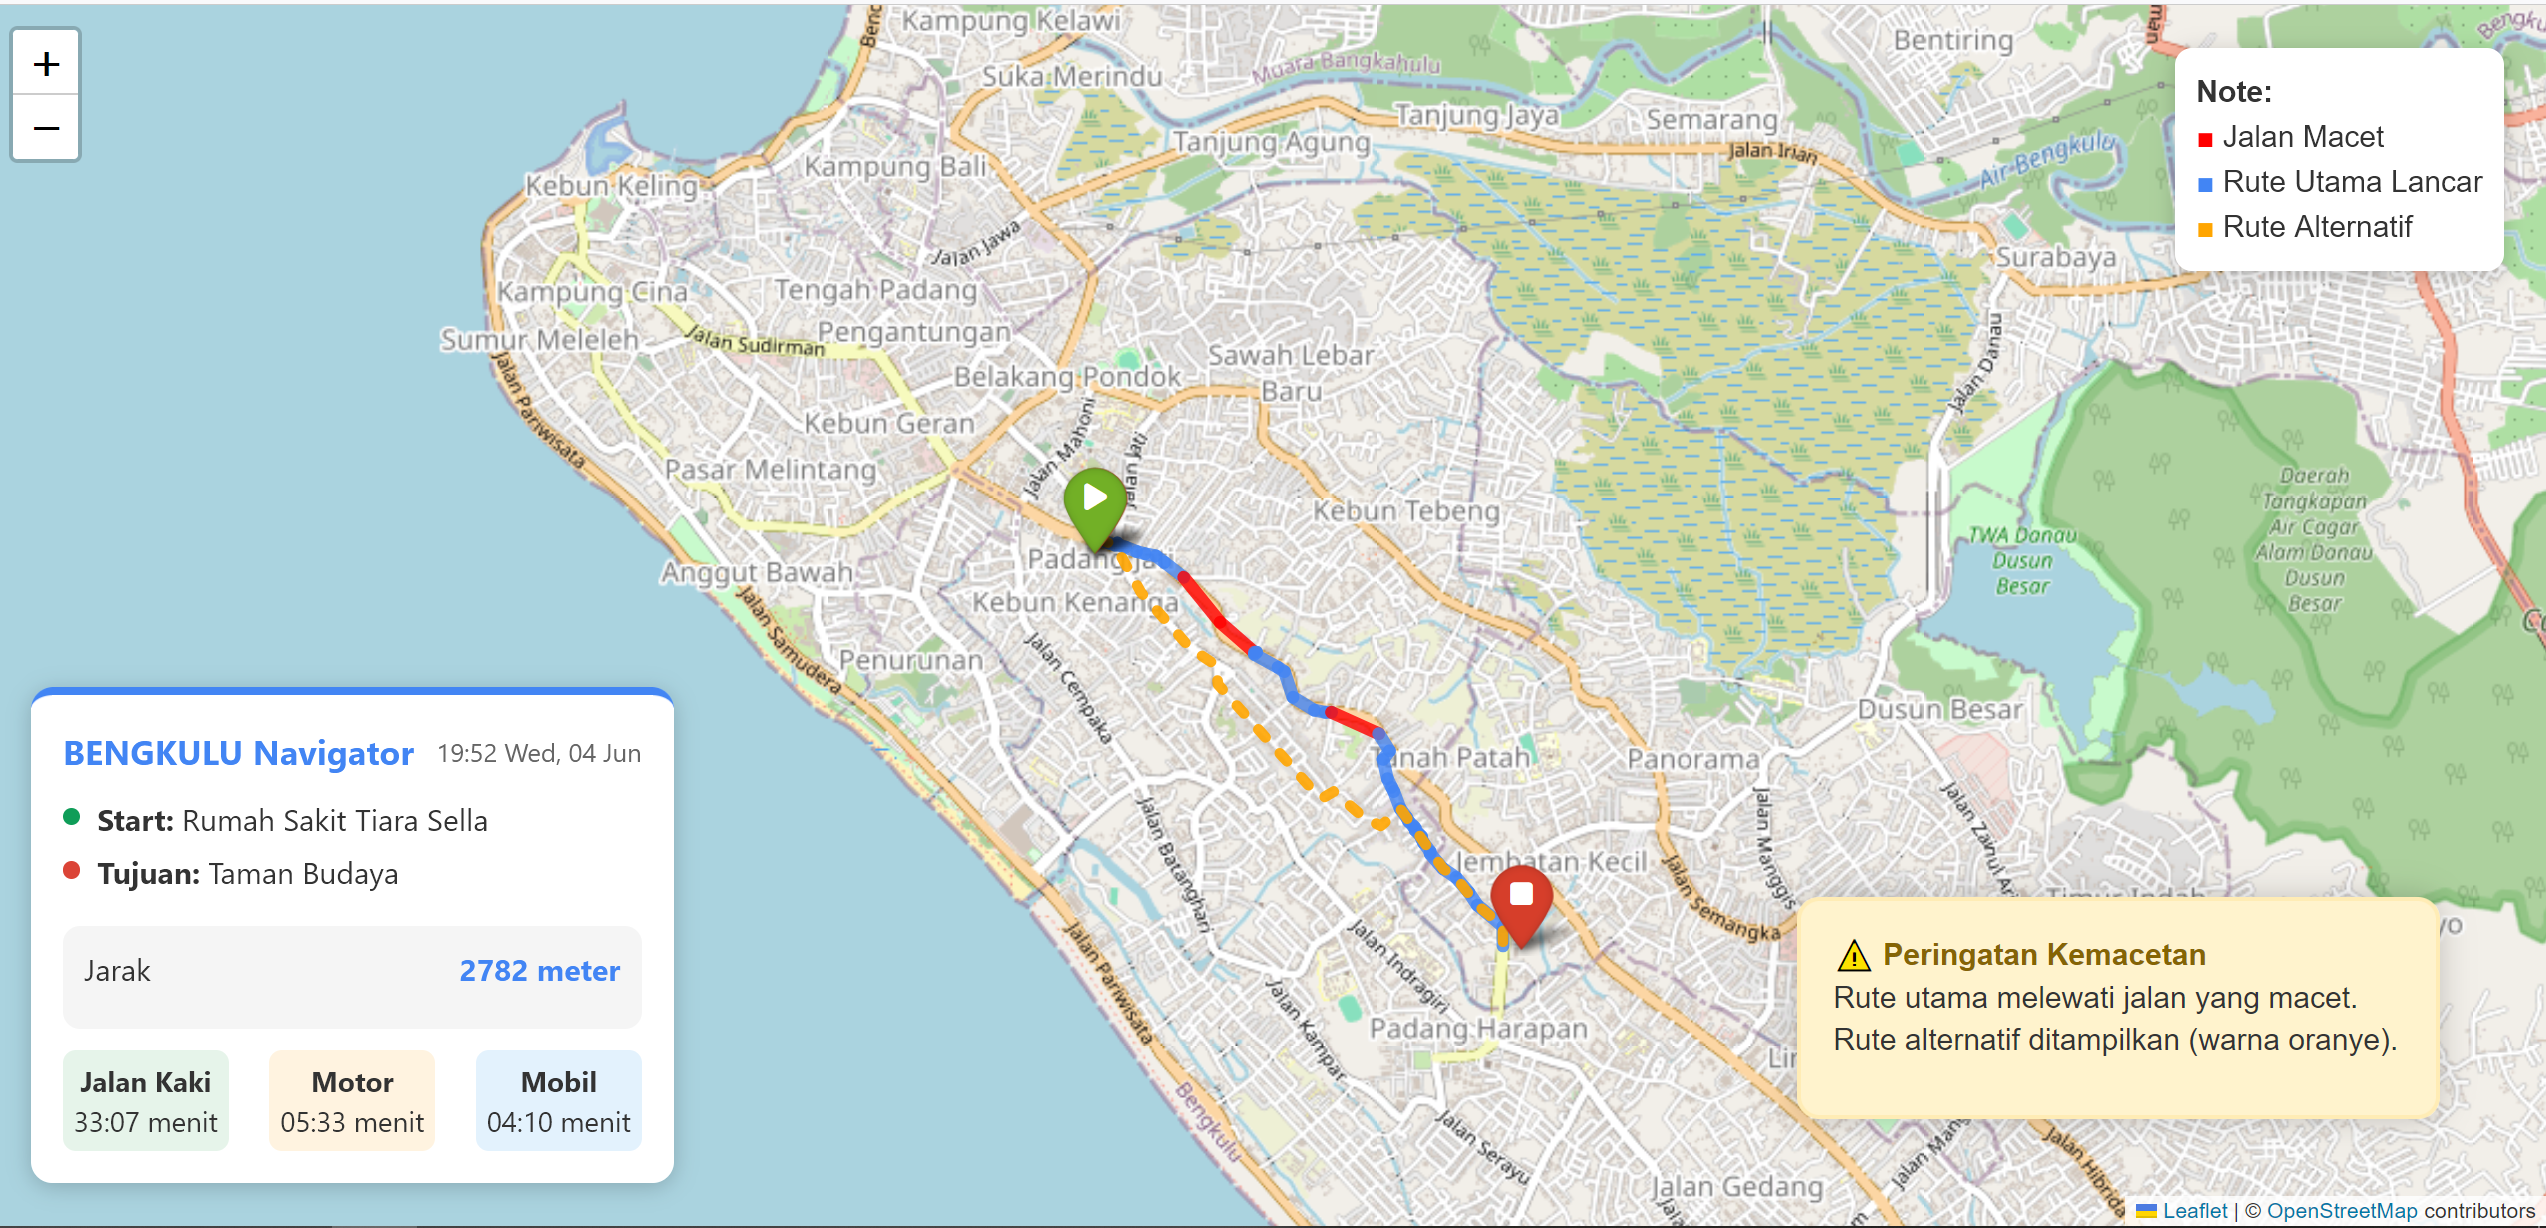 +
−
Kampung Kelawi
Suka Merindu
Muara Bangkahulu
Bentiring
Tanjung Jaya
Semarang
Tanjung Agung
Jalan Irian
Air Bengkulu
Kampung Bali
Kebun Keling
Jalan Jawa
Surabaya
Kampung Cina
Tengah Padang
Sumur Meleleh
Jalan Sudirman
Pengantungan
Jalan Danau
Sawah Lebar
Baru
Belakang Pondok
Jalan Pariwisata
Kebun Geran
Jalan Mahoni
Jalan Jati
Pasar Melintang
Kebun Tebeng
Daerah
Tangkapan
Air Cagar
Alam Danau
Dusun
Besar
TWA Danau
Dusun
Besar
Anggut Bawah
Kebun Kenanga
Jalan Samudera
Penurunan
Jalan Cempaka
Dusun Besar
Panorama
Jalan Manggis
Jalan Batanghari
Jembatan Kecil
Jalan Semangka
Jalan Indragiri
Jalan Pariwisata
Jalan Kampar
Padang Harapan
Bengkulu
Jalan Serayu
Jalan Gedang
Jalan Hibrida
Note:
Jalan Macet
Rute Utama Lancar
Rute Alternatif
BENGKULU Navigator 19:52 Wed, 04 Jun
Start: Rumah Sakit Tiara Sella
Tujuan: Taman Budaya
Jarak 2782 meter
Jalan Kaki Motor Mobil
33:07 menit 05:33 menit 04:10 menit
⚠ Peringatan Kemacetan
Rute utama melewati jalan yang macet.
Rute alternatif ditampilkan (warna oranye).
Leaflet | © OpenStreetMap contributors